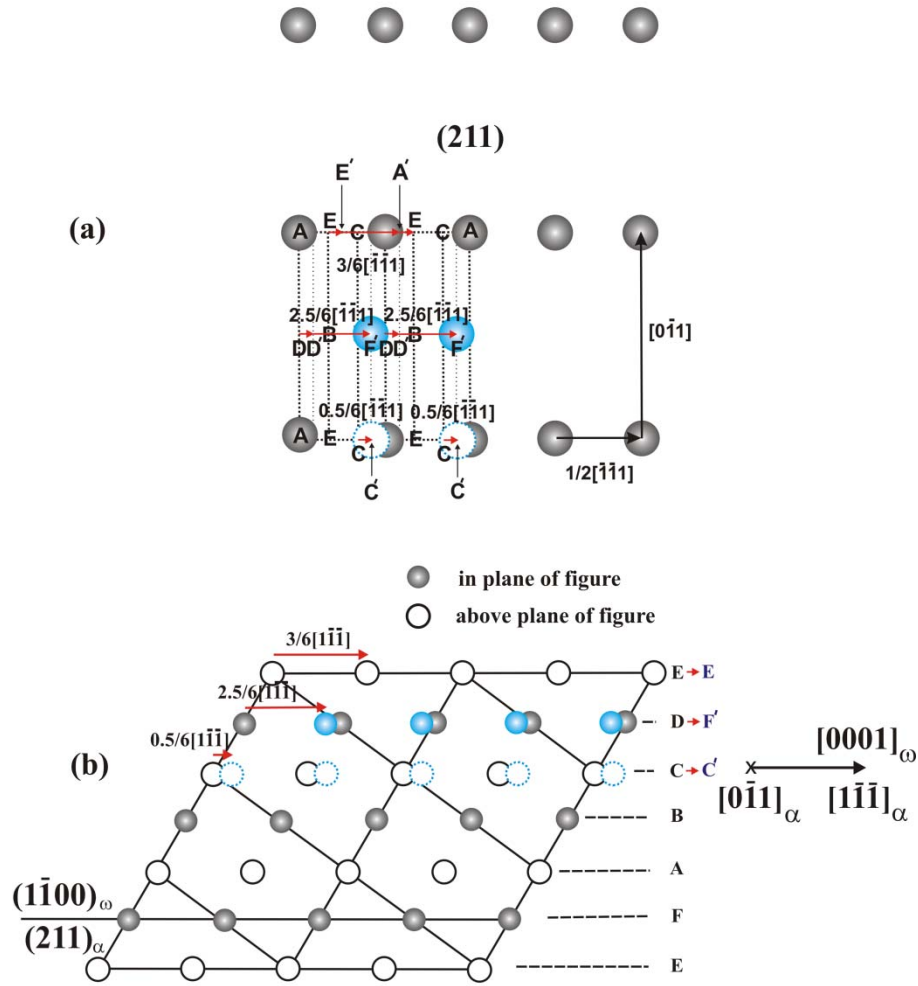 (211)
E′ A′
(a)
A E C E C A
3/6[1̄1̄1]
2.5/6[1̄1̄1] 2.5/6[1̄1̄1]
D D′ B F′ D D′ B F′
[01̄1]
0.5/6[1̄1̄1] 0.5/6[1̄1̄1]
A E C E C
C′ C′
1/2[1̄1̄1]
in plane of figure
above plane of figure
3/6[11̄1̄]
E → E
2.5/6[11̄1̄]
D → F′
0.5/6[11̄1̄]
(b)
C → C′
[0001]ω
[01̄1]α [11̄1̄]α
B
A
(11̄00)ω
F
(211)α
E